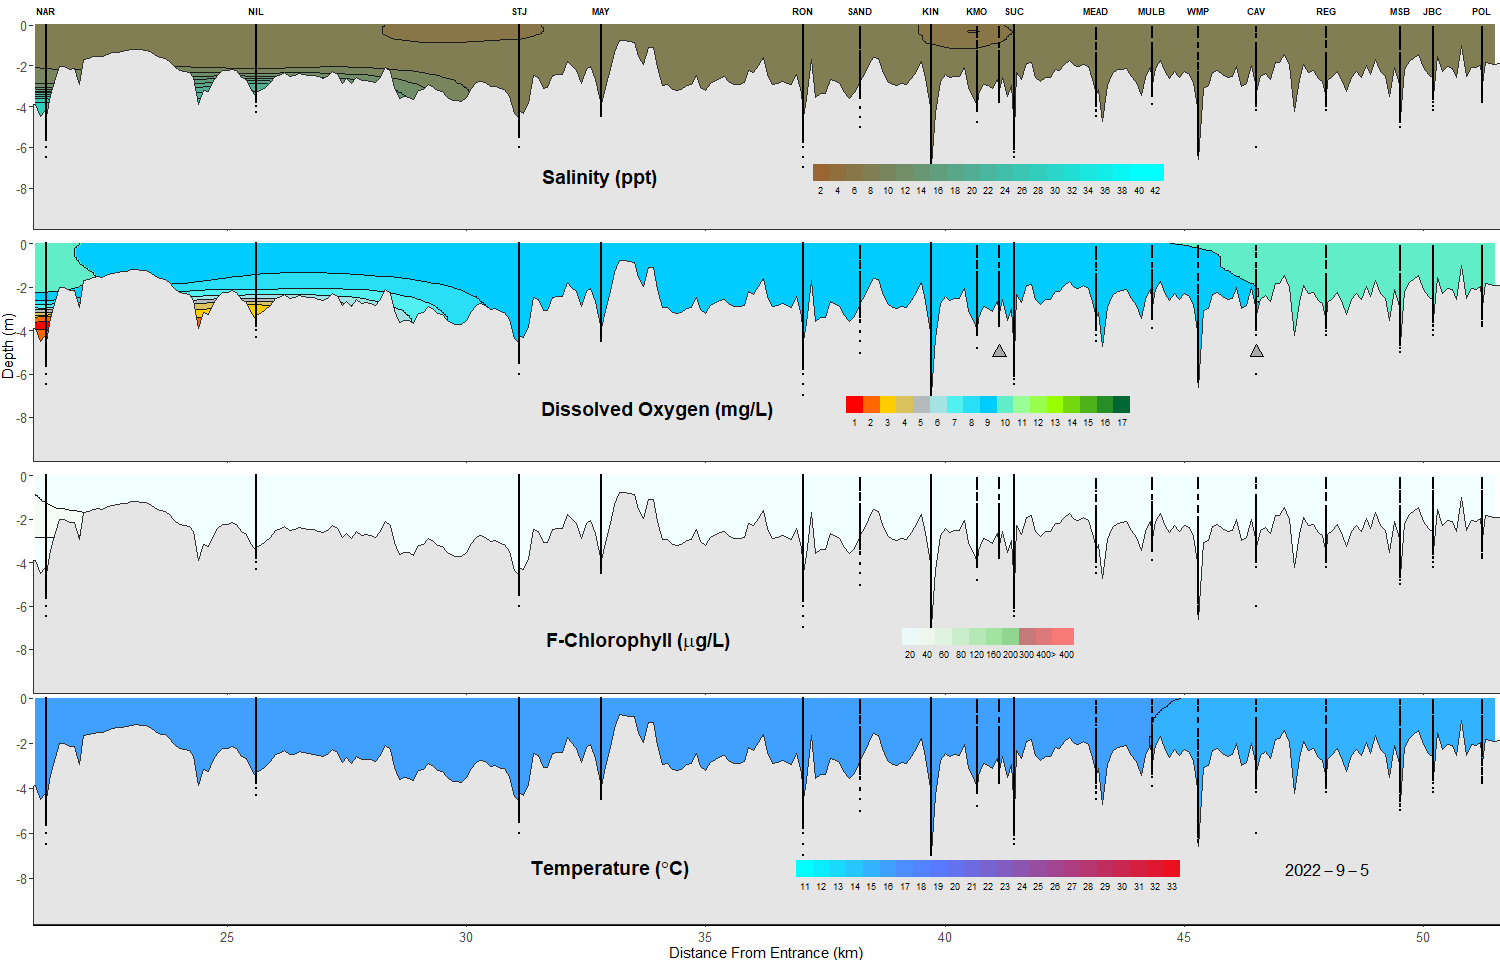 NAR NIL STJ MAY RON SAND KIN KMO SUC MEAD MULB WMP CAV REG MSB JBC POL
0
-2
-4
-6
-8
Salinity (ppt)
2 4 6 8 10 12 14 16 18 20 22 24 26 28 30 32 34 36 38 40 42
0
-2
-4
-6
-8
Dissolved Oxygen (mg/L)
1 2 3 4 5 6 7 8 9 10 11 12 13 14 15 16 17
Depth (m)
0
-2
-4
-6
-8
F-Chlorophyll (μg/L)
20 40 60 80 120 160 200 300 400> 400
0
-2
-4
-6
-8
Temperature (°C)
11 12 13 14 15 16 17 18 19 20 21 22 23 24 25 26 27 28 29 30 31 32 33
2022 – 9 – 5
25 30 35 40 45 50
Distance From Entrance (km)